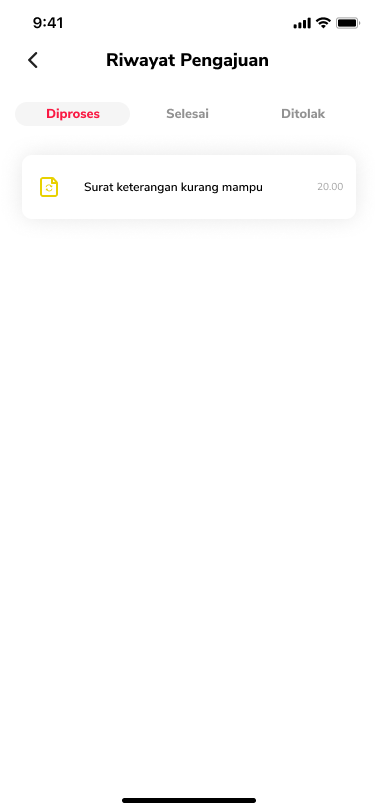 9:41
Riwayat Pengajuan
Diproses Selesai Ditolak
Surat keterangan kurang mampu 20.00